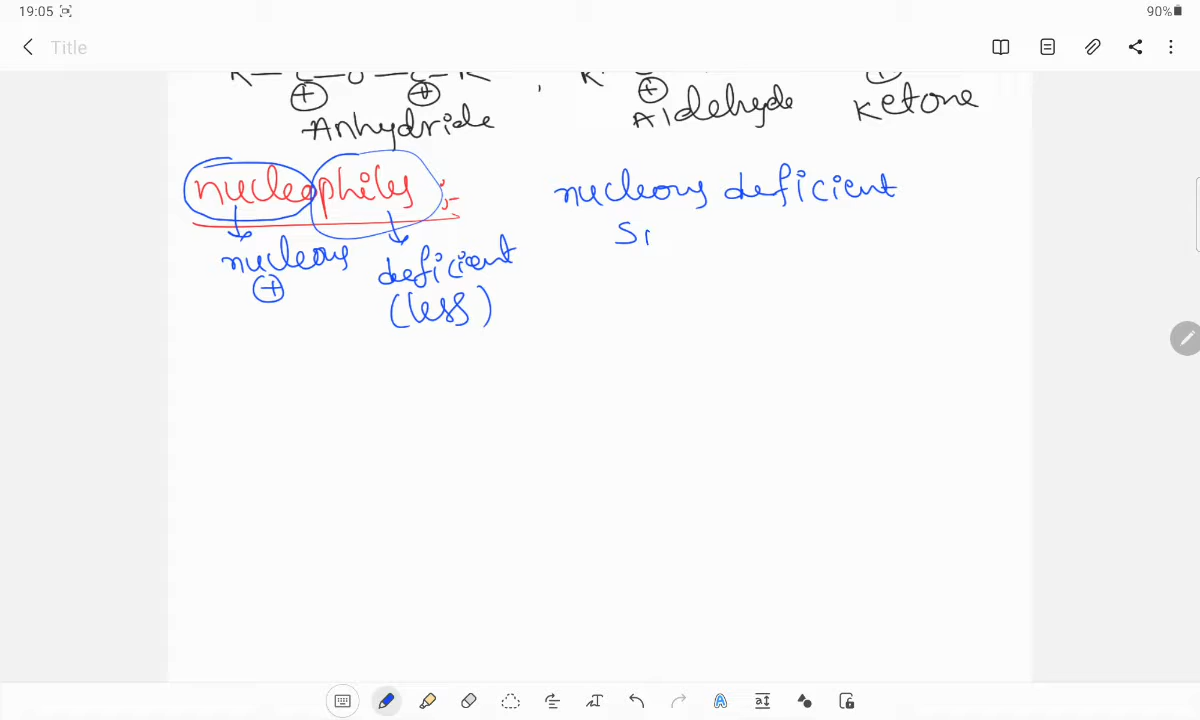 19:05 90%
Title
Anhydride , Aldehyde Ketone
nucleophiles :- nucleous deficient
nucleous deficient
(less)